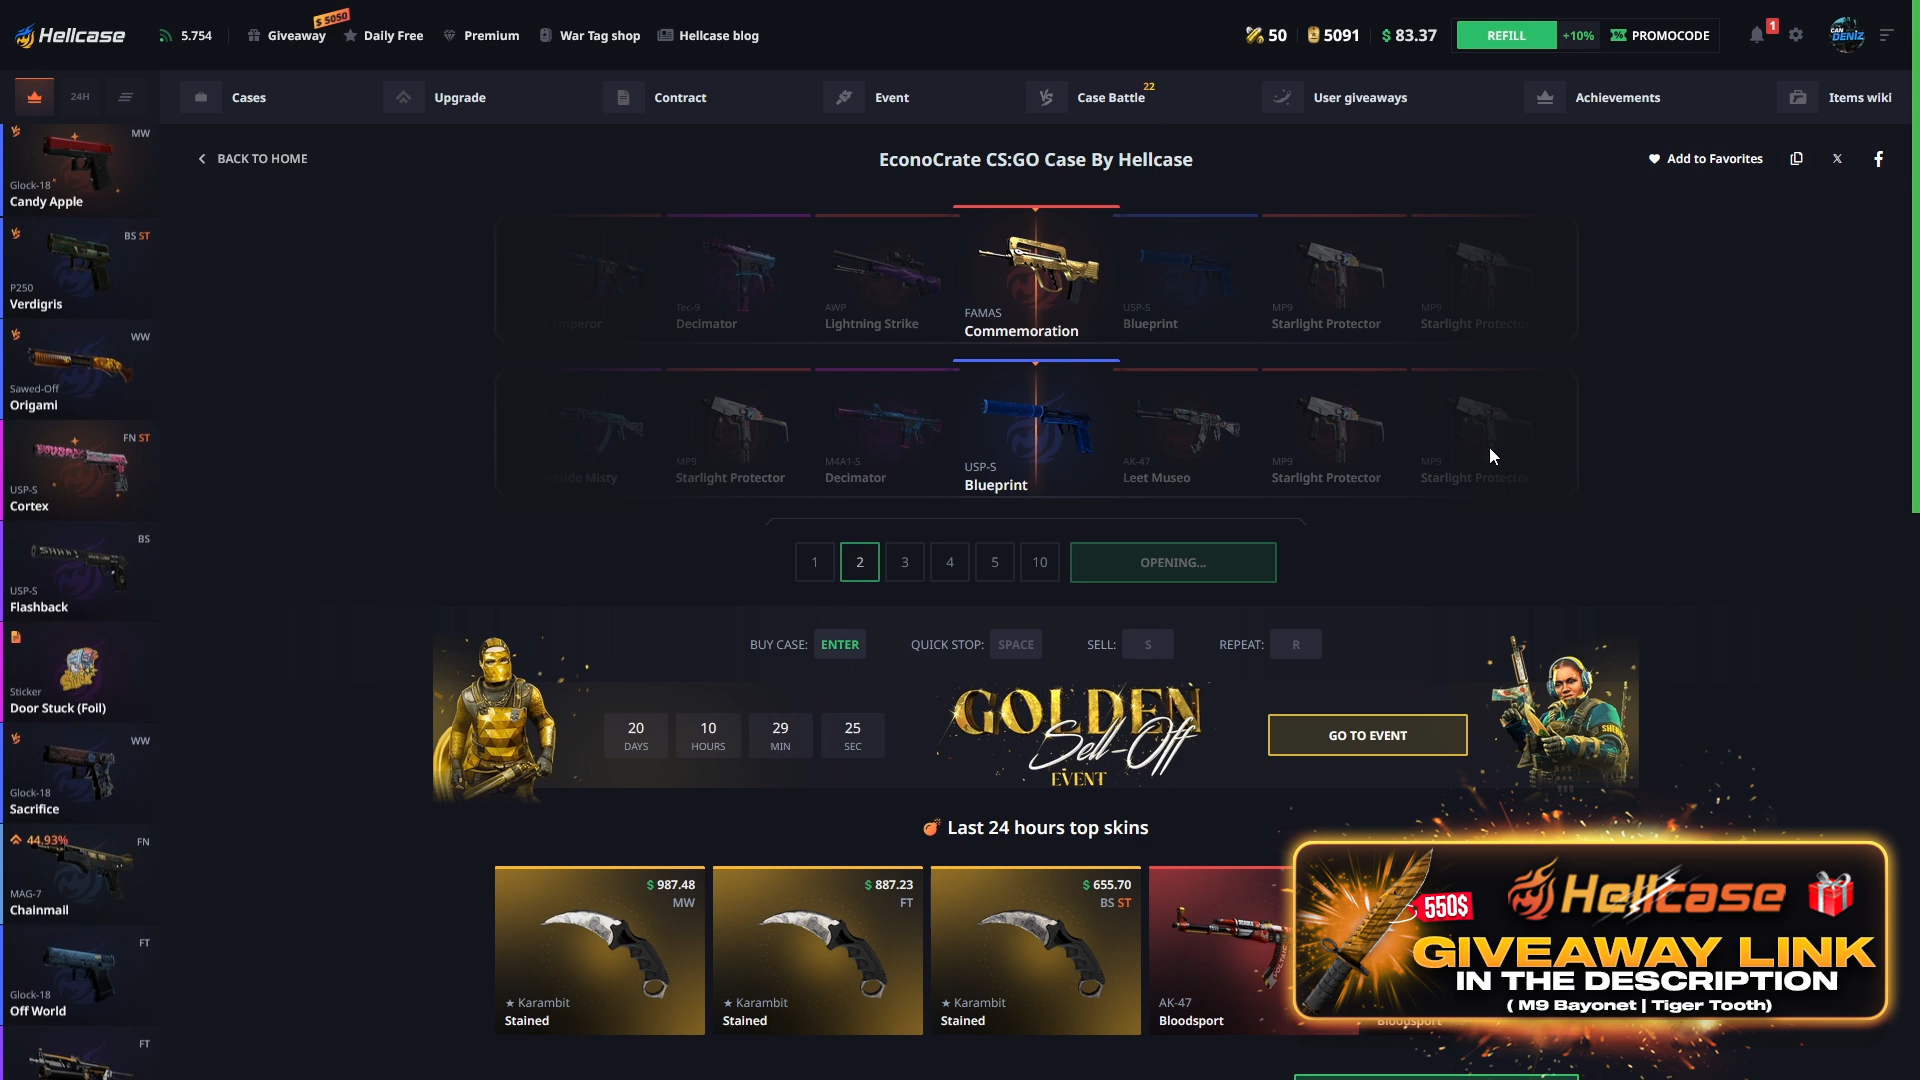 Hellcase
5.754
Giveaway
$ 5050
Daily Free
Premium
War Tag shop
Hellcase blog
50
5091
$ 83.37
REFILL
+10%
PROMOCODE
1
CAN
DENİZ
24H
Cases
Upgrade
Contract
Event
Case Battle
22
User giveaways
Achievements
Items wiki
BACK TO HOME
EconoCrate CS:GO Case By Hellcase
Add to Favorites
MW
Glock-18
Candy Apple
BS ST
P250
Verdigris
WW
Sawed-Off
Origami
FN ST
USP-S
Cortex
BS
USP-S
Flashback
Sticker
Door Stuck (Foil)
WW
Glock-18
Sacrifice
44.93%
FN
MAG-7
Chainmail
FT
Glock-18
Off World
FT
Emperor
Tec-9
Decimator
AWP
Lightning Strike
FAMAS
Commemoration
USP-S
Blueprint
MP9
Starlight Protector
MP9
Starlight Protector
Misty
MP9
Starlight Protector
M4A1-S
Decimator
USP-S
Blueprint
AK-47
Leet Museo
MP9
Starlight Protector
MP9
Starlight Protector
1
2
3
4
5
10
OPENING...
BUY CASE: ENTER
QUICK STOP: SPACE
SELL: S
REPEAT: R
20
DAYS
10
HOURS
29
MIN
25
SEC
GOLDEN
Sell-Off
EVENT
GO TO EVENT
Last 24 hours top skins
$ 987.48
MW
★ Karambit
Stained
$ 887.23
FT
★ Karambit
Stained
$ 655.70
BS ST
★ Karambit
Stained
AK-47
Bloodsport
Bloodsport
550$
Hellcase
GIVEAWAY LINK
IN THE DESCRIPTION
( M9 Bayonet | Tiger Tooth)